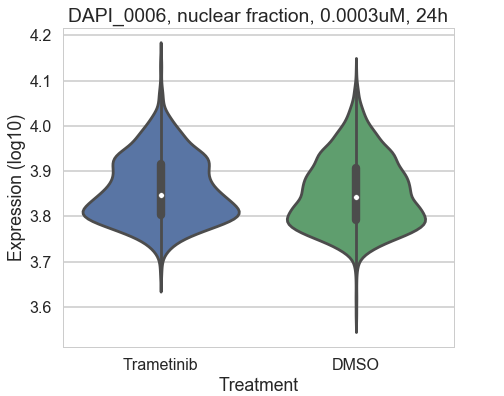 DAPI_0006, nuclear fraction, 0.0003uM, 24h
4.2
4.1
4.0
3.9
3.8
3.7
3.6
Expression (log10)
Trametinib DMSO
Treatment